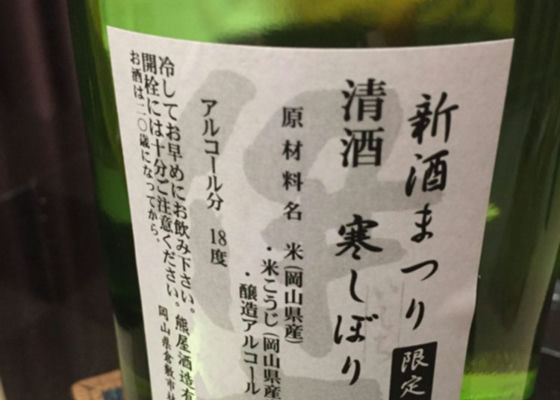 新酒まつり 限定
清酒 寒しぼり
原材料名 米(岡山県産)
・米こうじ(岡山県産
・醸造アルコール
アルコール分 18度
冷してお早めにお飲み下さい。
開栓には十分ご注意ください。
お酒は二〇歳になってから。
熊屋酒造有
岡山県倉敷市林